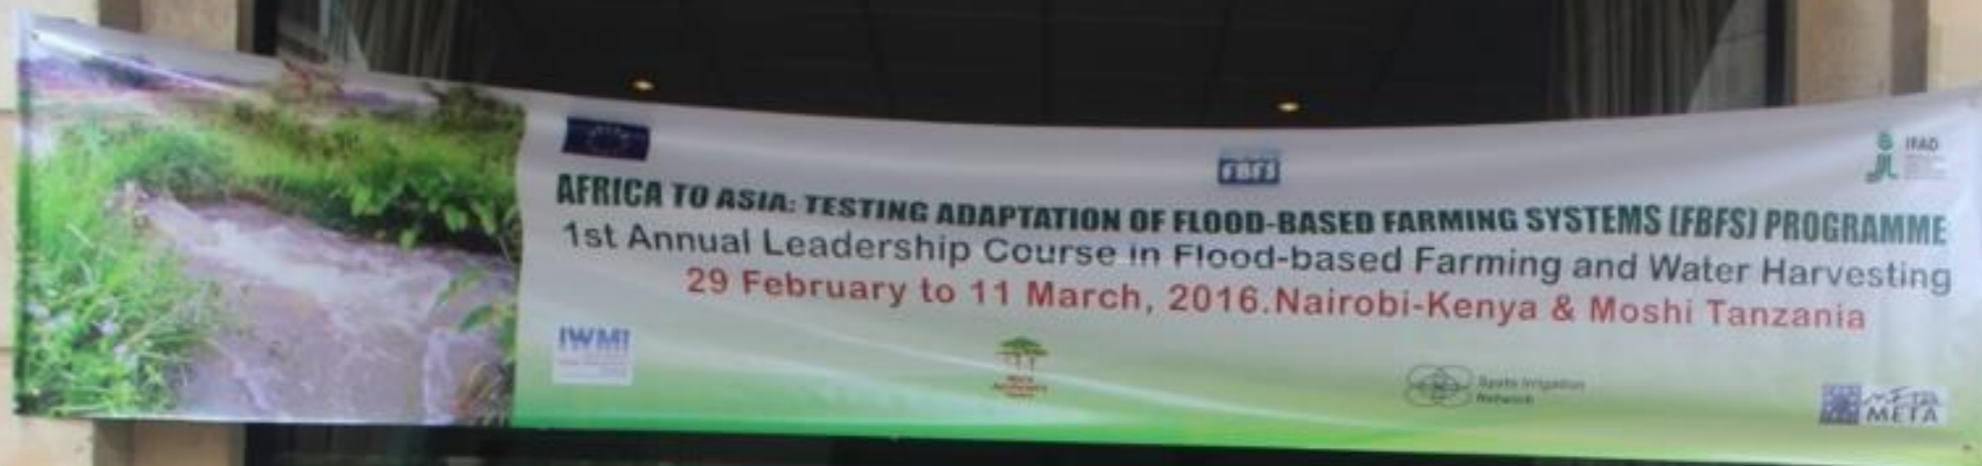 FBFS
IFAD
AFRICA TO ASIA: TESTING ADAPTATION OF FLOOD-BASED FARMING SYSTEMS (FBFS) PROGRAMME
1st Annual Leadership Course in Flood-based Farming and Water Harvesting
29 February to 11 March, 2016.Nairobi-Kenya & Moshi Tanzania
IWMI
Spate Irrigation
Network
META
META